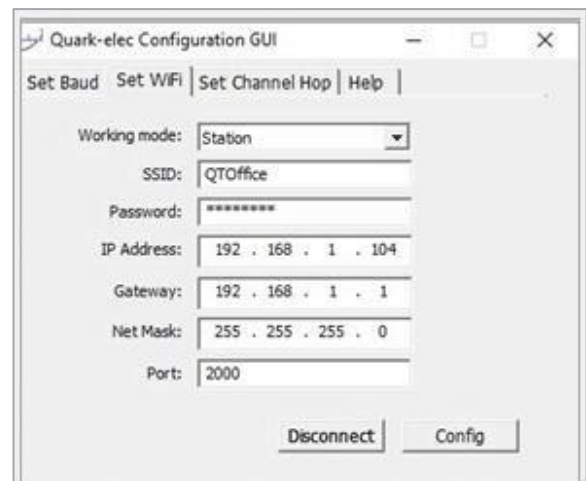 Quark-elec Configuration GUI
Set Baud Set WiFi Set Channel Hop Help
Working mode: Station
SSID: QTOffice
Password: ********
IP Address: 192 . 168 . 1 . 104
Gateway: 192 . 168 . 1 . 1
Net Mask: 255 . 255 . 255 . 0
Port: 2000
Disconnect Config